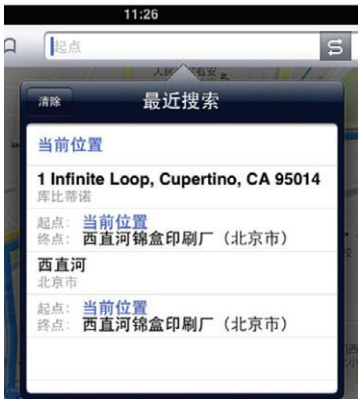 11:26
起点
清除
最近搜索
当前位置
1 Infinite Loop, Cupertino, CA 95014
库比蒂诺
起点： 当前位置
终点： 西直河锦盒印刷厂（北京市）
西直河
北京市
起点： 当前位置
终点： 西直河锦盒印刷厂（北京市）